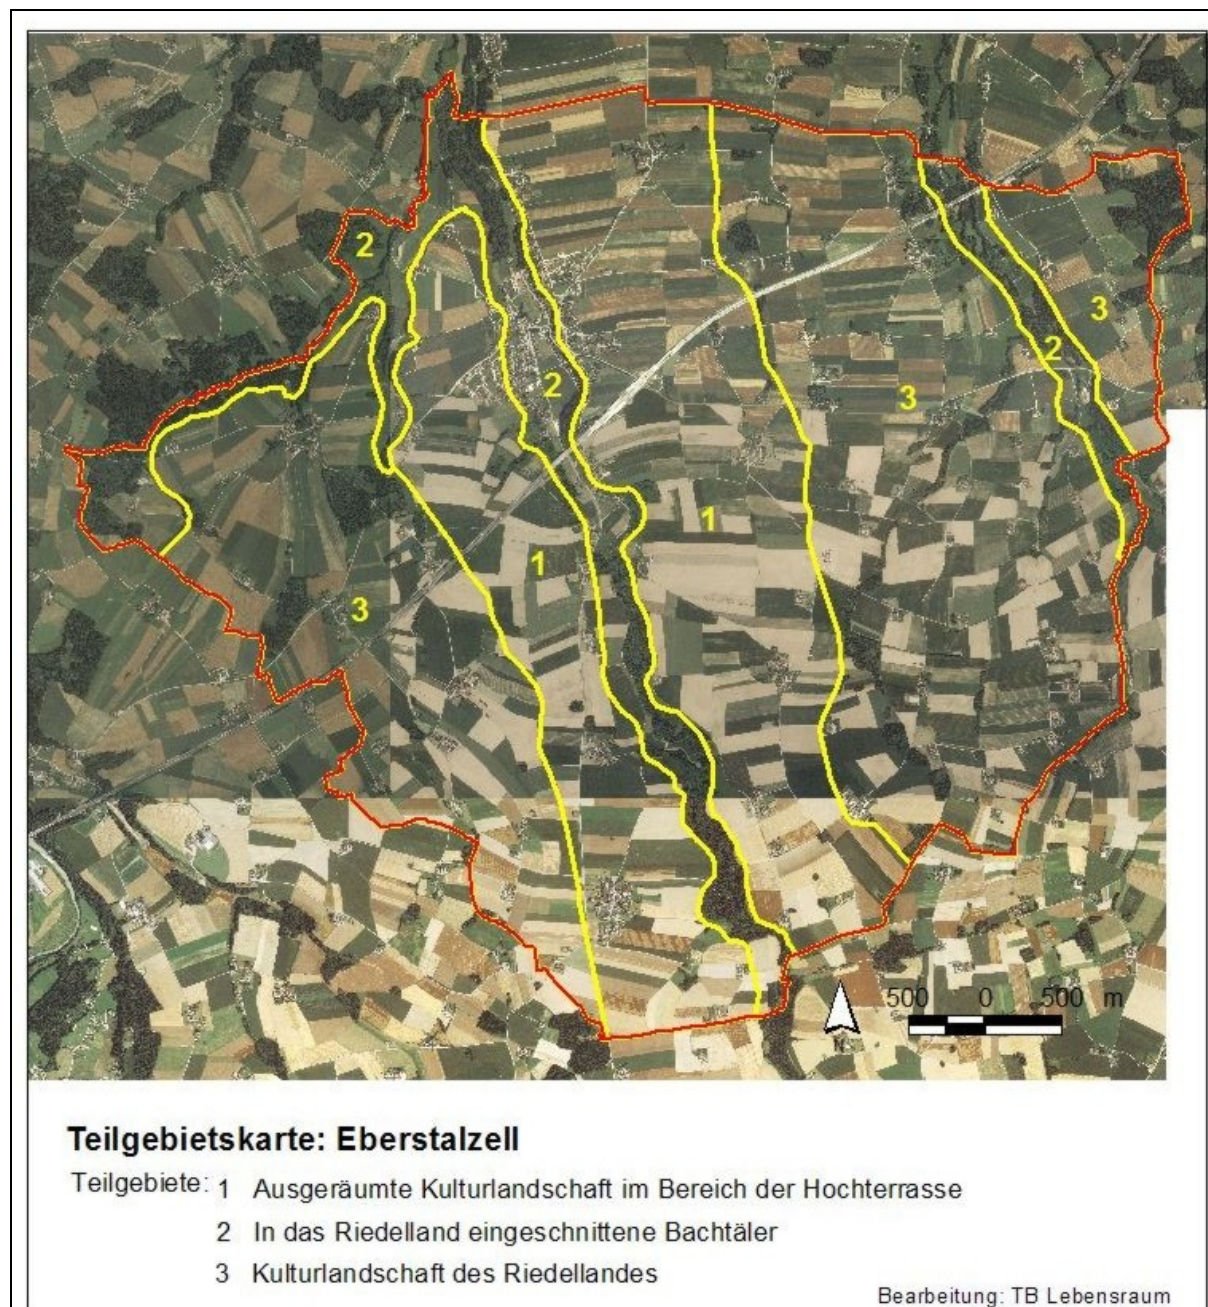 2
3
2
3
2
1
1
3
500 0 500 m
N
Teilgebietskarte: Eberstalzell
Teilgebiete: 1 Ausgeräumte Kulturlandschaft im Bereich der Hochterrasse
2 In das Riedelland eingeschnittene Bachtäler
3 Kulturlandschaft des Riedellandes
Bearbeitung: TB Lebensraum